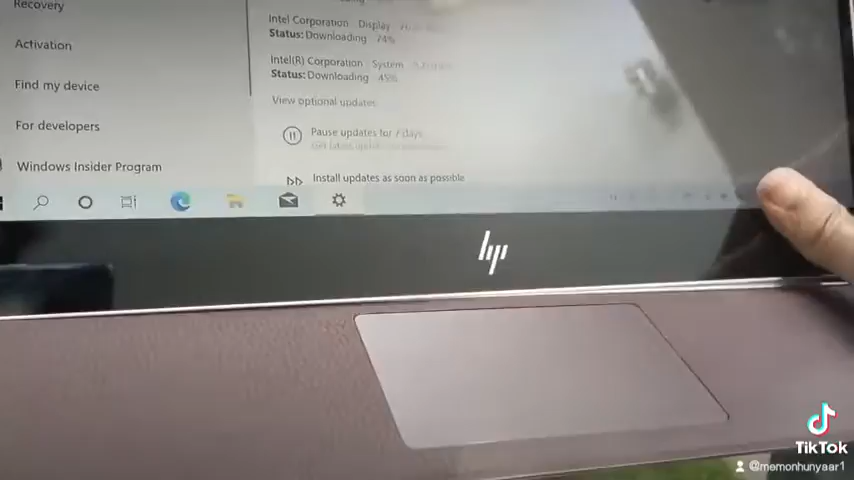 Recovery
Activation
Find my device
For developers
Windows Insider Program
Intel Corporation Display
Status: Downloading 74%
Intel(R) Corporation System
Status: Downloading 45%
View optional updates
Pause updates for 7 days
Install updates as soon as possible
hp
TikTok
@memonhunyaar1